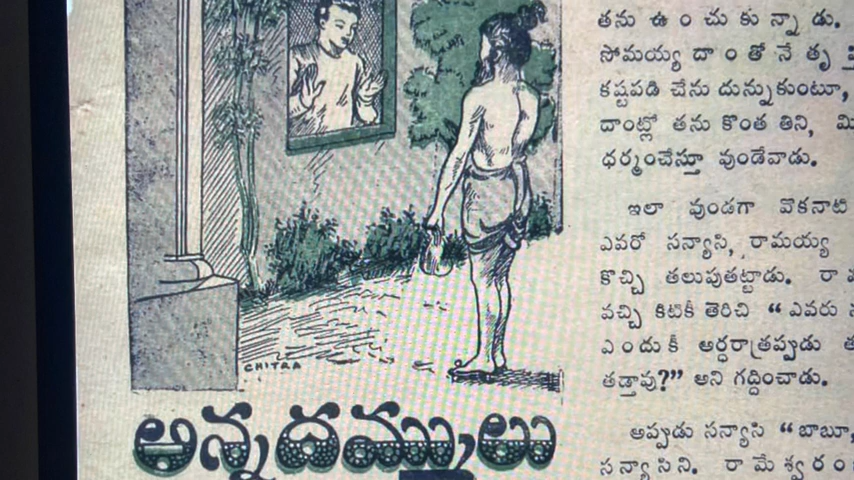 CHITRA
అన్నదమ్ములు
తను ఉంచుకున్నాడు.
సోమయ్య దాంతోనే
కష్టపడి చేను దున్నుకుంటూ,
దాంట్లో తను కొంత తిని,
ధర్మంచేస్తూ వుండేవాడు.
ఇలా వుండగా వొకనాటి
ఎవరో సన్యాసి, రామయ్య
కొచ్చి తలుపుతట్టాడు.
వచ్చి కిటికీ తెరిచి “ఎవరు
ఎందుకీ అర్ధరాత్రప్పుడు
తడ్తావు?” అని గద్దించాడు.
అప్పుడు సన్యాసి “బాబూ,
సన్యాసిని. రామేశ్వరం